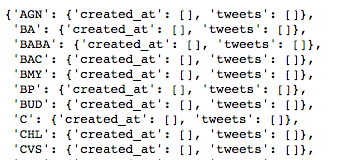 {'AGN': {'created_at': [], 'tweets': []},
'BA': {'created_at': [], 'tweets': []},
'BABA': {'created_at': [], 'tweets': []},
'BAC': {'created_at': [], 'tweets': []},
'BMY': {'created_at': [], 'tweets': []},
'BP': {'created_at': [], 'tweets': []},
'BUD': {'created_at': [], 'tweets': []},
'C': {'created_at': [], 'tweets': []},
'CHL': {'created_at': [], 'tweets': []},
'CVS': {'created_at': [], 'tweets': []},